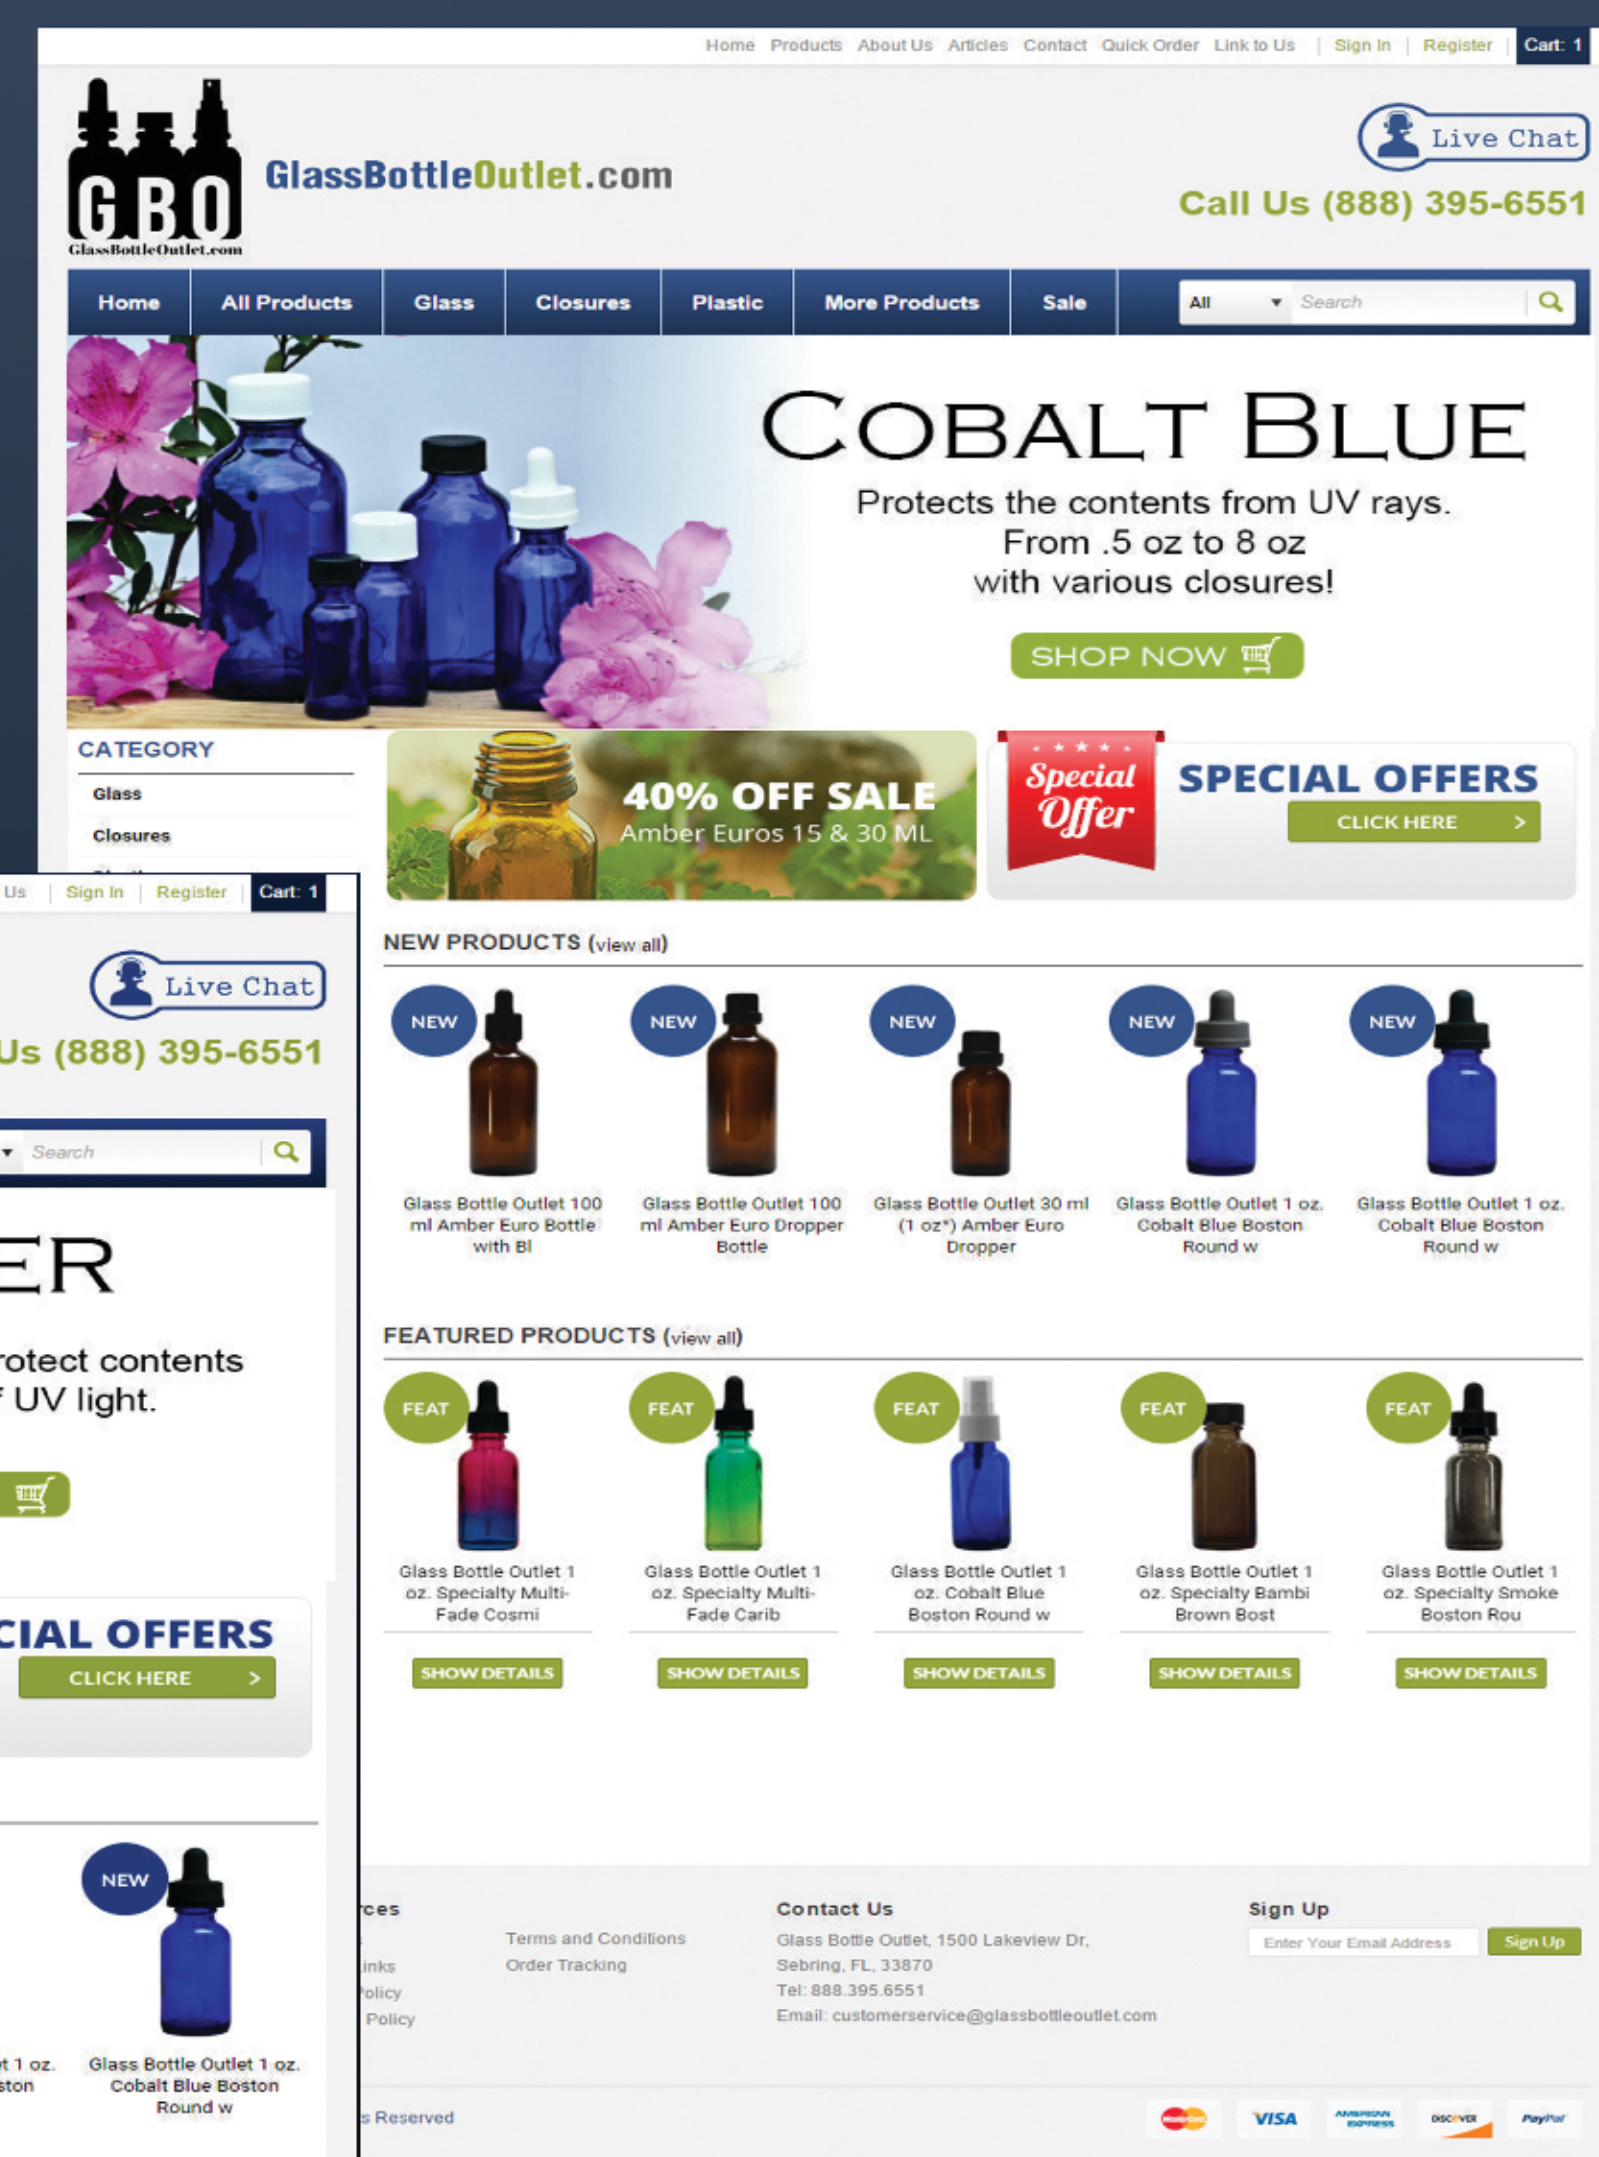 Home Products About Us Articles Contact Quick Order Link to Us | Sign In | Register | Cart: 1
GBO
GlassBottleOutlet.com
GlassBottleOutlet.com
Live Chat
Call Us (888) 395-6551
Home All Products Glass Closures Plastic More Products Sale All Search
COBALT BLUE
Protects the contents from UV rays.
From .5 oz to 8 oz
with various closures!
SHOP NOW
CATEGORY
Glass
Closures
40% OFF SALE
Amber Euros 15 & 30 ML
Special
Offer
SPECIAL OFFERS
CLICK HERE >
NEW PRODUCTS (view all)
NEW NEW NEW NEW NEW
Glass Bottle Outlet 100 Glass Bottle Outlet 100 Glass Bottle Outlet 30 ml Glass Bottle Outlet 1 oz. Glass Bottle Outlet 1 oz.
ml Amber Euro Bottle ml Amber Euro Dropper (1 oz*) Amber Euro Cobalt Blue Boston Cobalt Blue Boston
with Bl Bottle Dropper Round w Round w
FEATURED PRODUCTS (view all)
FEAT FEAT FEAT FEAT FEAT
Glass Bottle Outlet 1 Glass Bottle Outlet 1 Glass Bottle Outlet 1 Glass Bottle Outlet 1 Glass Bottle Outlet 1
oz. Specialty Multi- oz. Specialty Multi- oz. Cobalt Blue oz. Specialty Bambi oz. Specialty Smoke
Fade Cosmi Fade Carib Boston Round w Brown Bost Boston Rou
SHOW DETAILS SHOW DETAILS SHOW DETAILS SHOW DETAILS SHOW DETAILS
rces
inks
olicy
Policy
Terms and Conditions
Order Tracking
Contact Us
Glass Bottle Outlet, 1500 Lakeview Dr,
Sebring, FL, 33870
Tel: 888.395.6551
Email: customerservice@glassbottleoutlet.com
Sign Up
Enter Your Email Address Sign Up
s Reserved
MasterCard VISA AMERICAN EXPRESS DISCOVER PayPal
Us | Sign In | Register | Cart: 1
Live Chat
Us (888) 395-6551
Search
ER
rotect contents
f UV light.
CIAL OFFERS
CLICK HERE >
NEW
t 1 oz. Glass Bottle Outlet 1 oz.
ston Cobalt Blue Boston
Round w